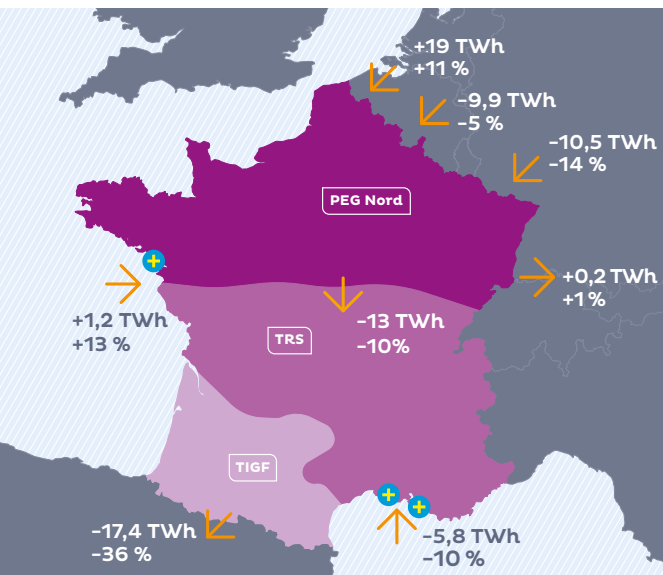 +19 TWh
+11 %
-9,9 TWh
-5 %
-10,5 TWh
-14 %
PEG Nord
+0,2 TWh
+1%
+1,2 TWh
+13 %
-13 TWh
-10%
TRS
TIGF
-17,4 TWh
-36 %
-5,8 TWh
-10 %